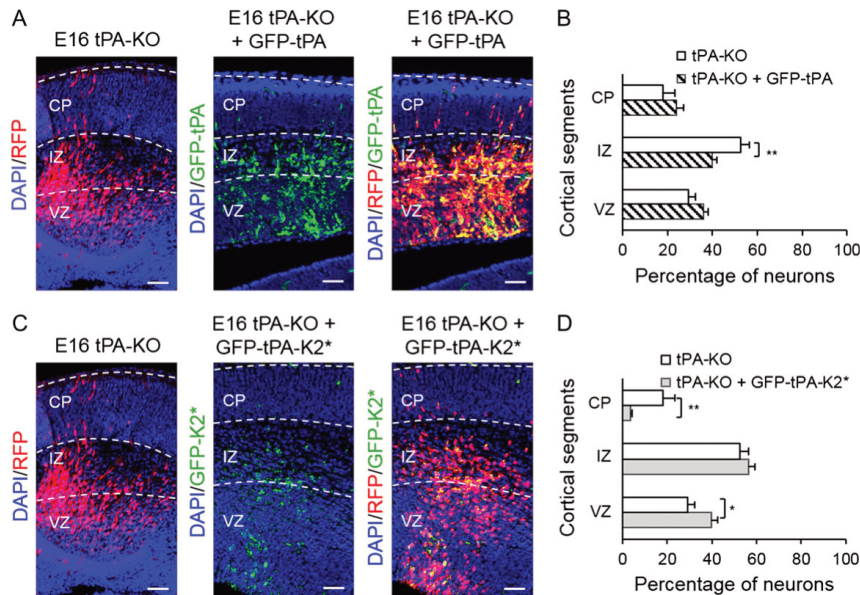 A
E16 tPA-KO
E16 tPA-KO
+ GFP-tPA
E16 tPA-KO
+ GFP-tPA
DAPI/RFP
CP
IZ
VZ
DAPI/GFP-tPA
CP
IZ
VZ
DAPI/RFP/GFP-tPA
CP
IZ
VZ
B
tPA-KO
tPA-KO + GFP-tPA
Cortical segments
CP
IZ
VZ
**
0 20 40 60 80 100
Percentage of neurons
C
E16 tPA-KO
E16 tPA-KO +
GFP-tPA-K2*
E16 tPA-KO +
GFP-tPA-K2*
DAPI/RFP
CP
IZ
VZ
DAPI/GFP-K2*
CP
IZ
VZ
DAPI/RFP/GFP-K2*
CP
IZ
VZ
D
tPA-KO
tPA-KO + GFP-tPA-K2*
Cortical segments
CP
**
IZ
VZ
*
0 20 40 60 80 100
Percentage of neurons